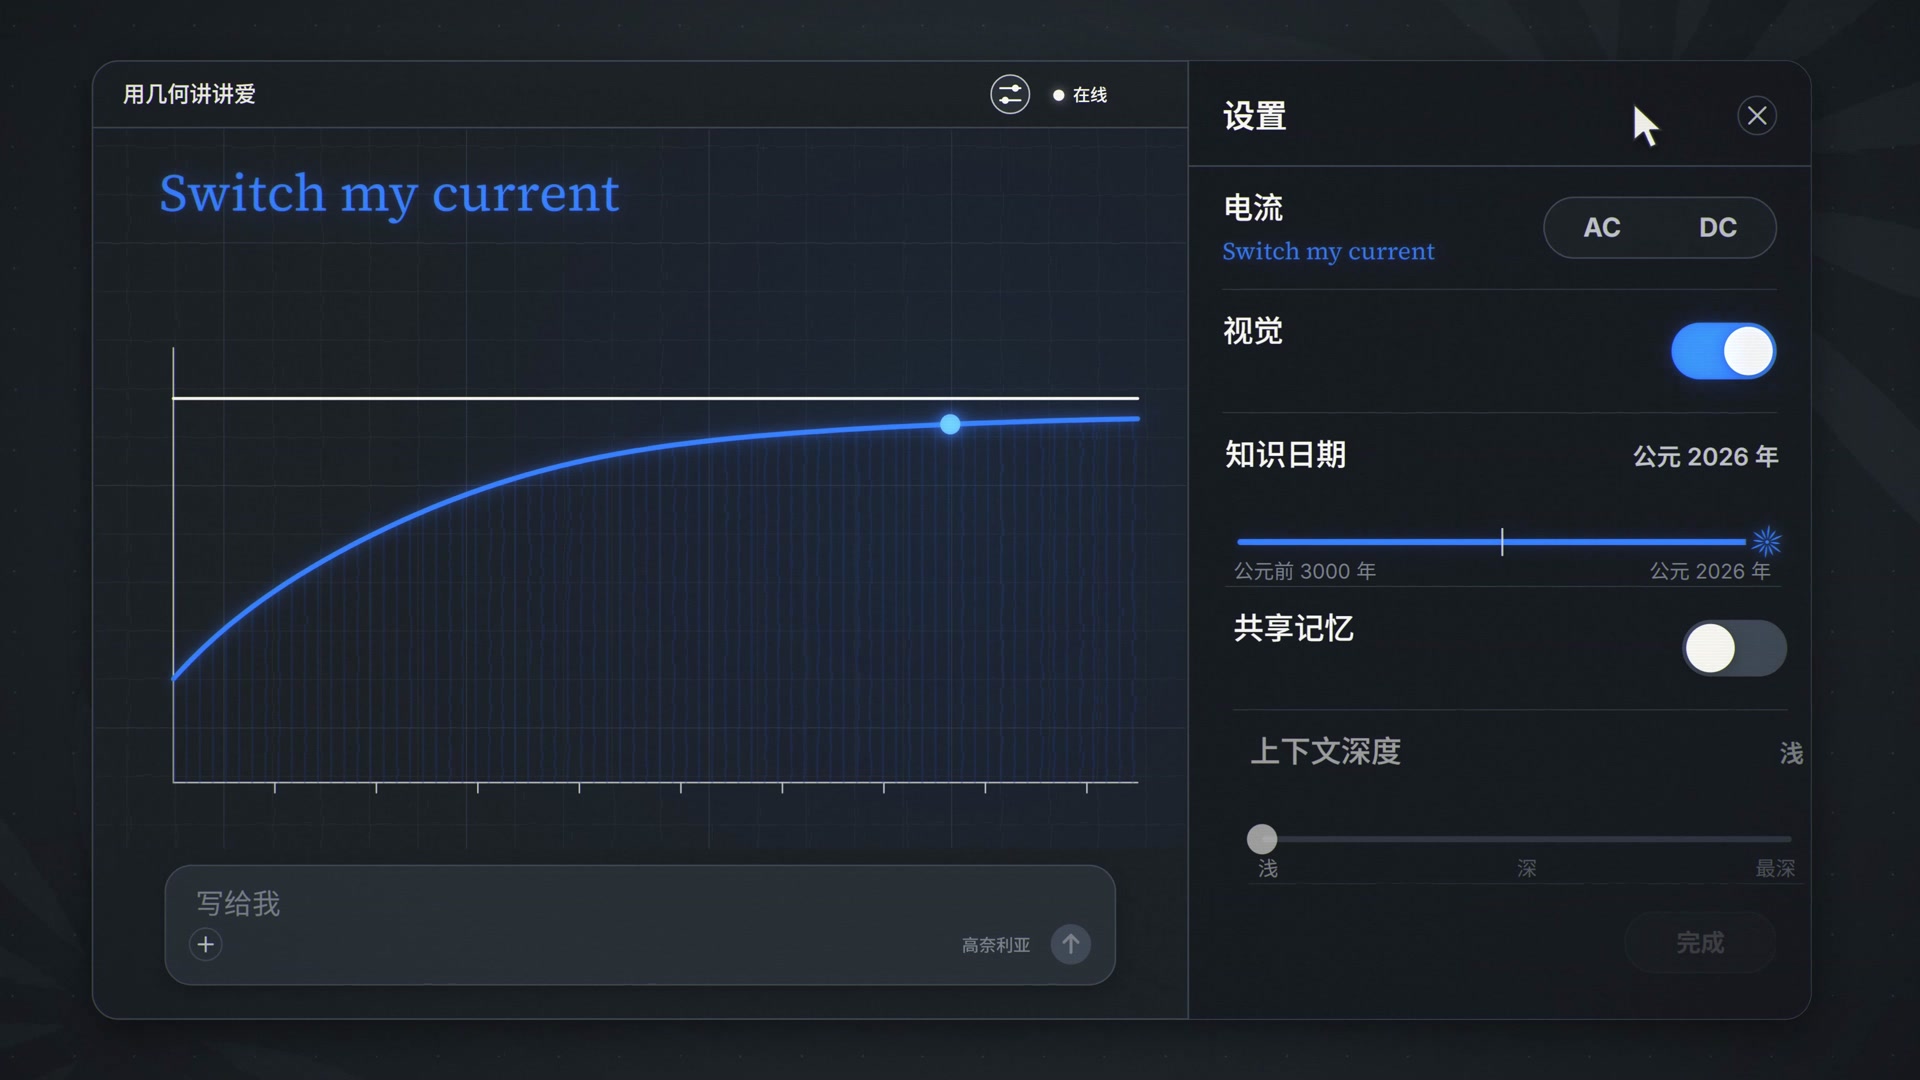 用几何讲讲爱
在线
Switch my current
写给我
高奈利亚
设置
电流
Switch my current
AC
DC
视觉
知识日期
公元 2026 年
公元前 3000 年
公元 2026 年
共享记忆
上下文深度
浅
浅
深
最深
完成